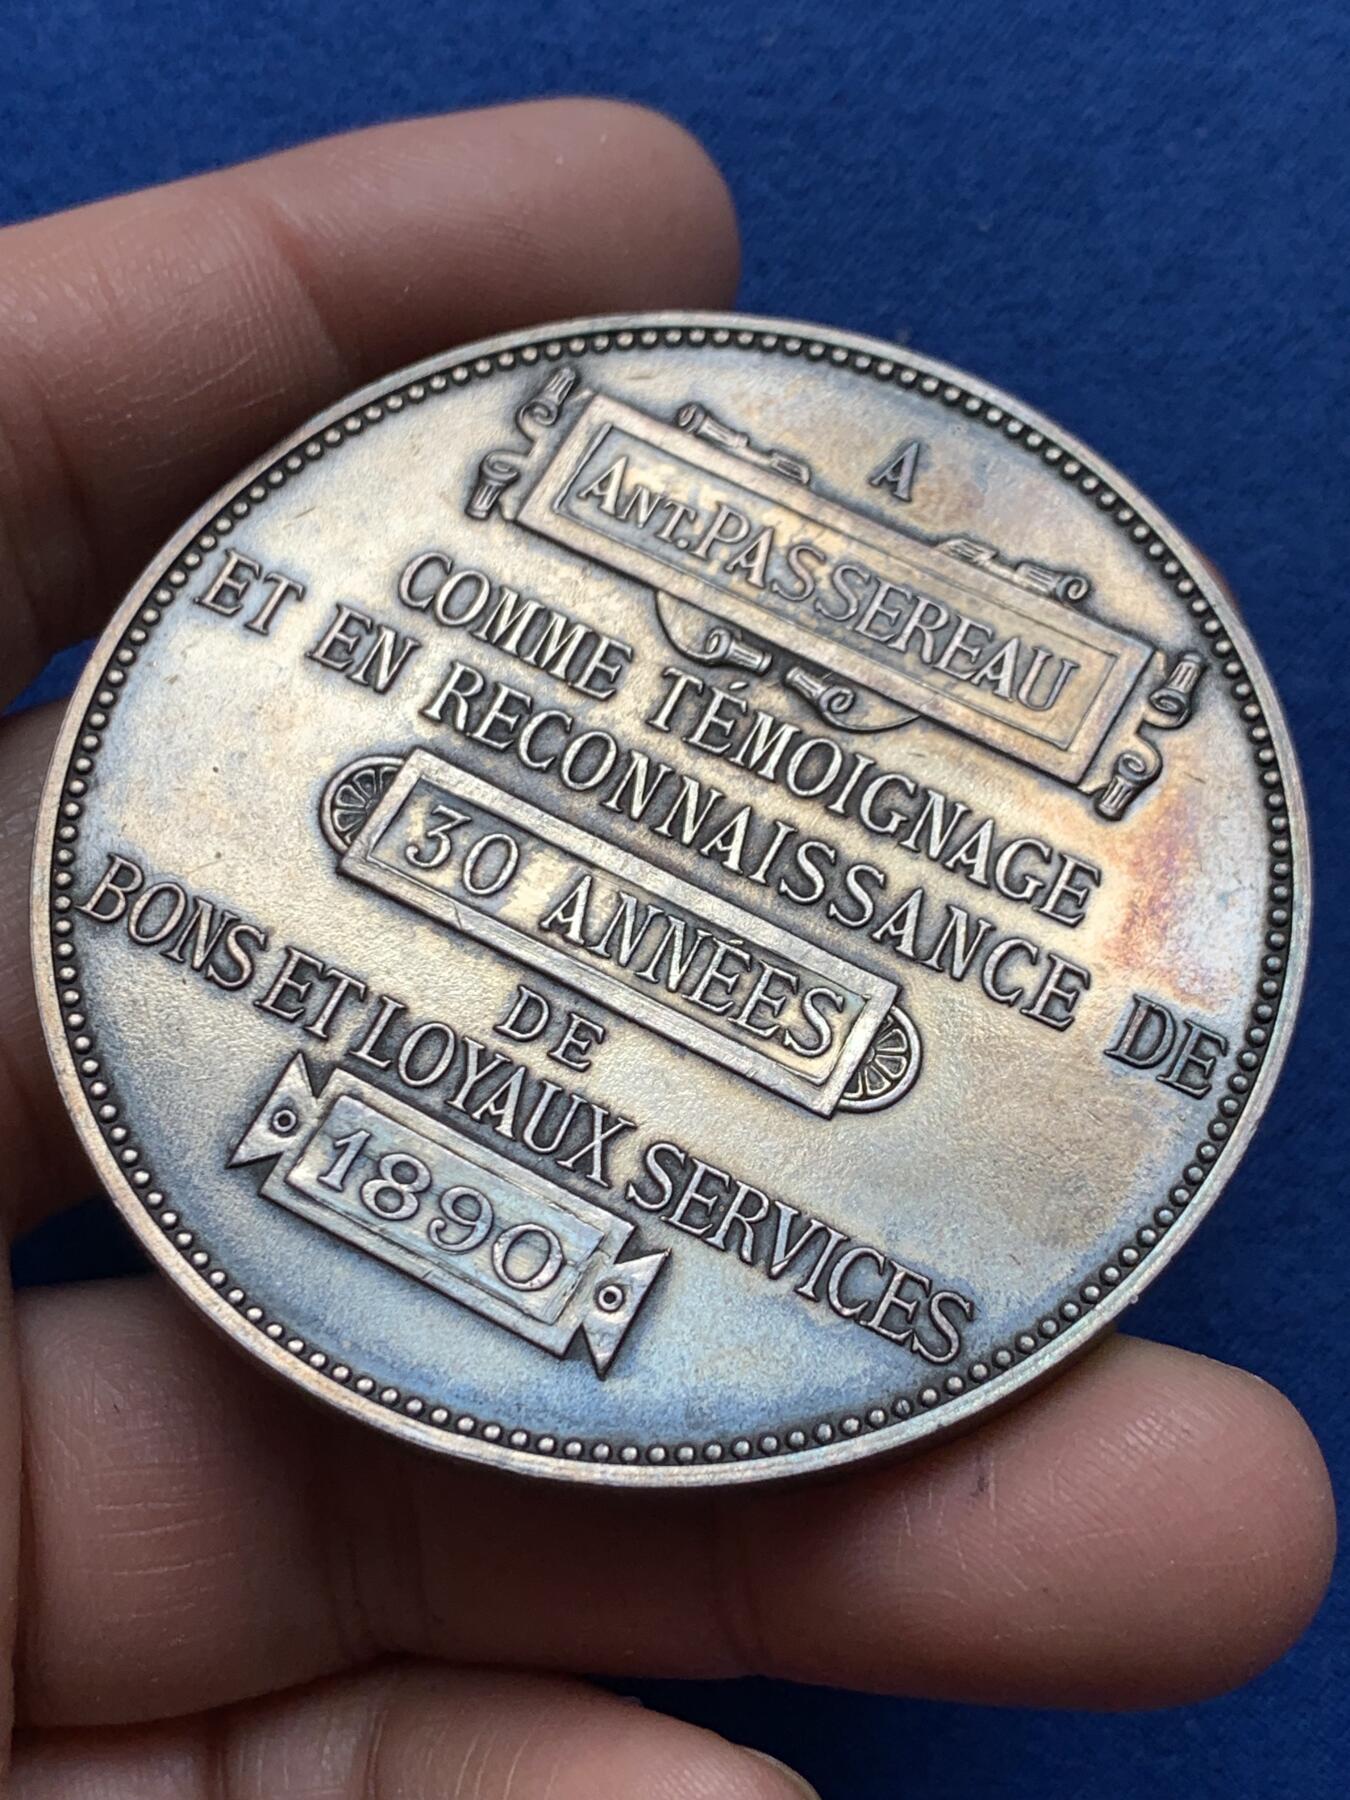 A
ANT. PASSEREAU
COMME TÉMOIGNAGE
ET EN RECONNAISSANCE DE
30 ANNÉES
DE
BONS ET LOYAUX SERVICES
1890